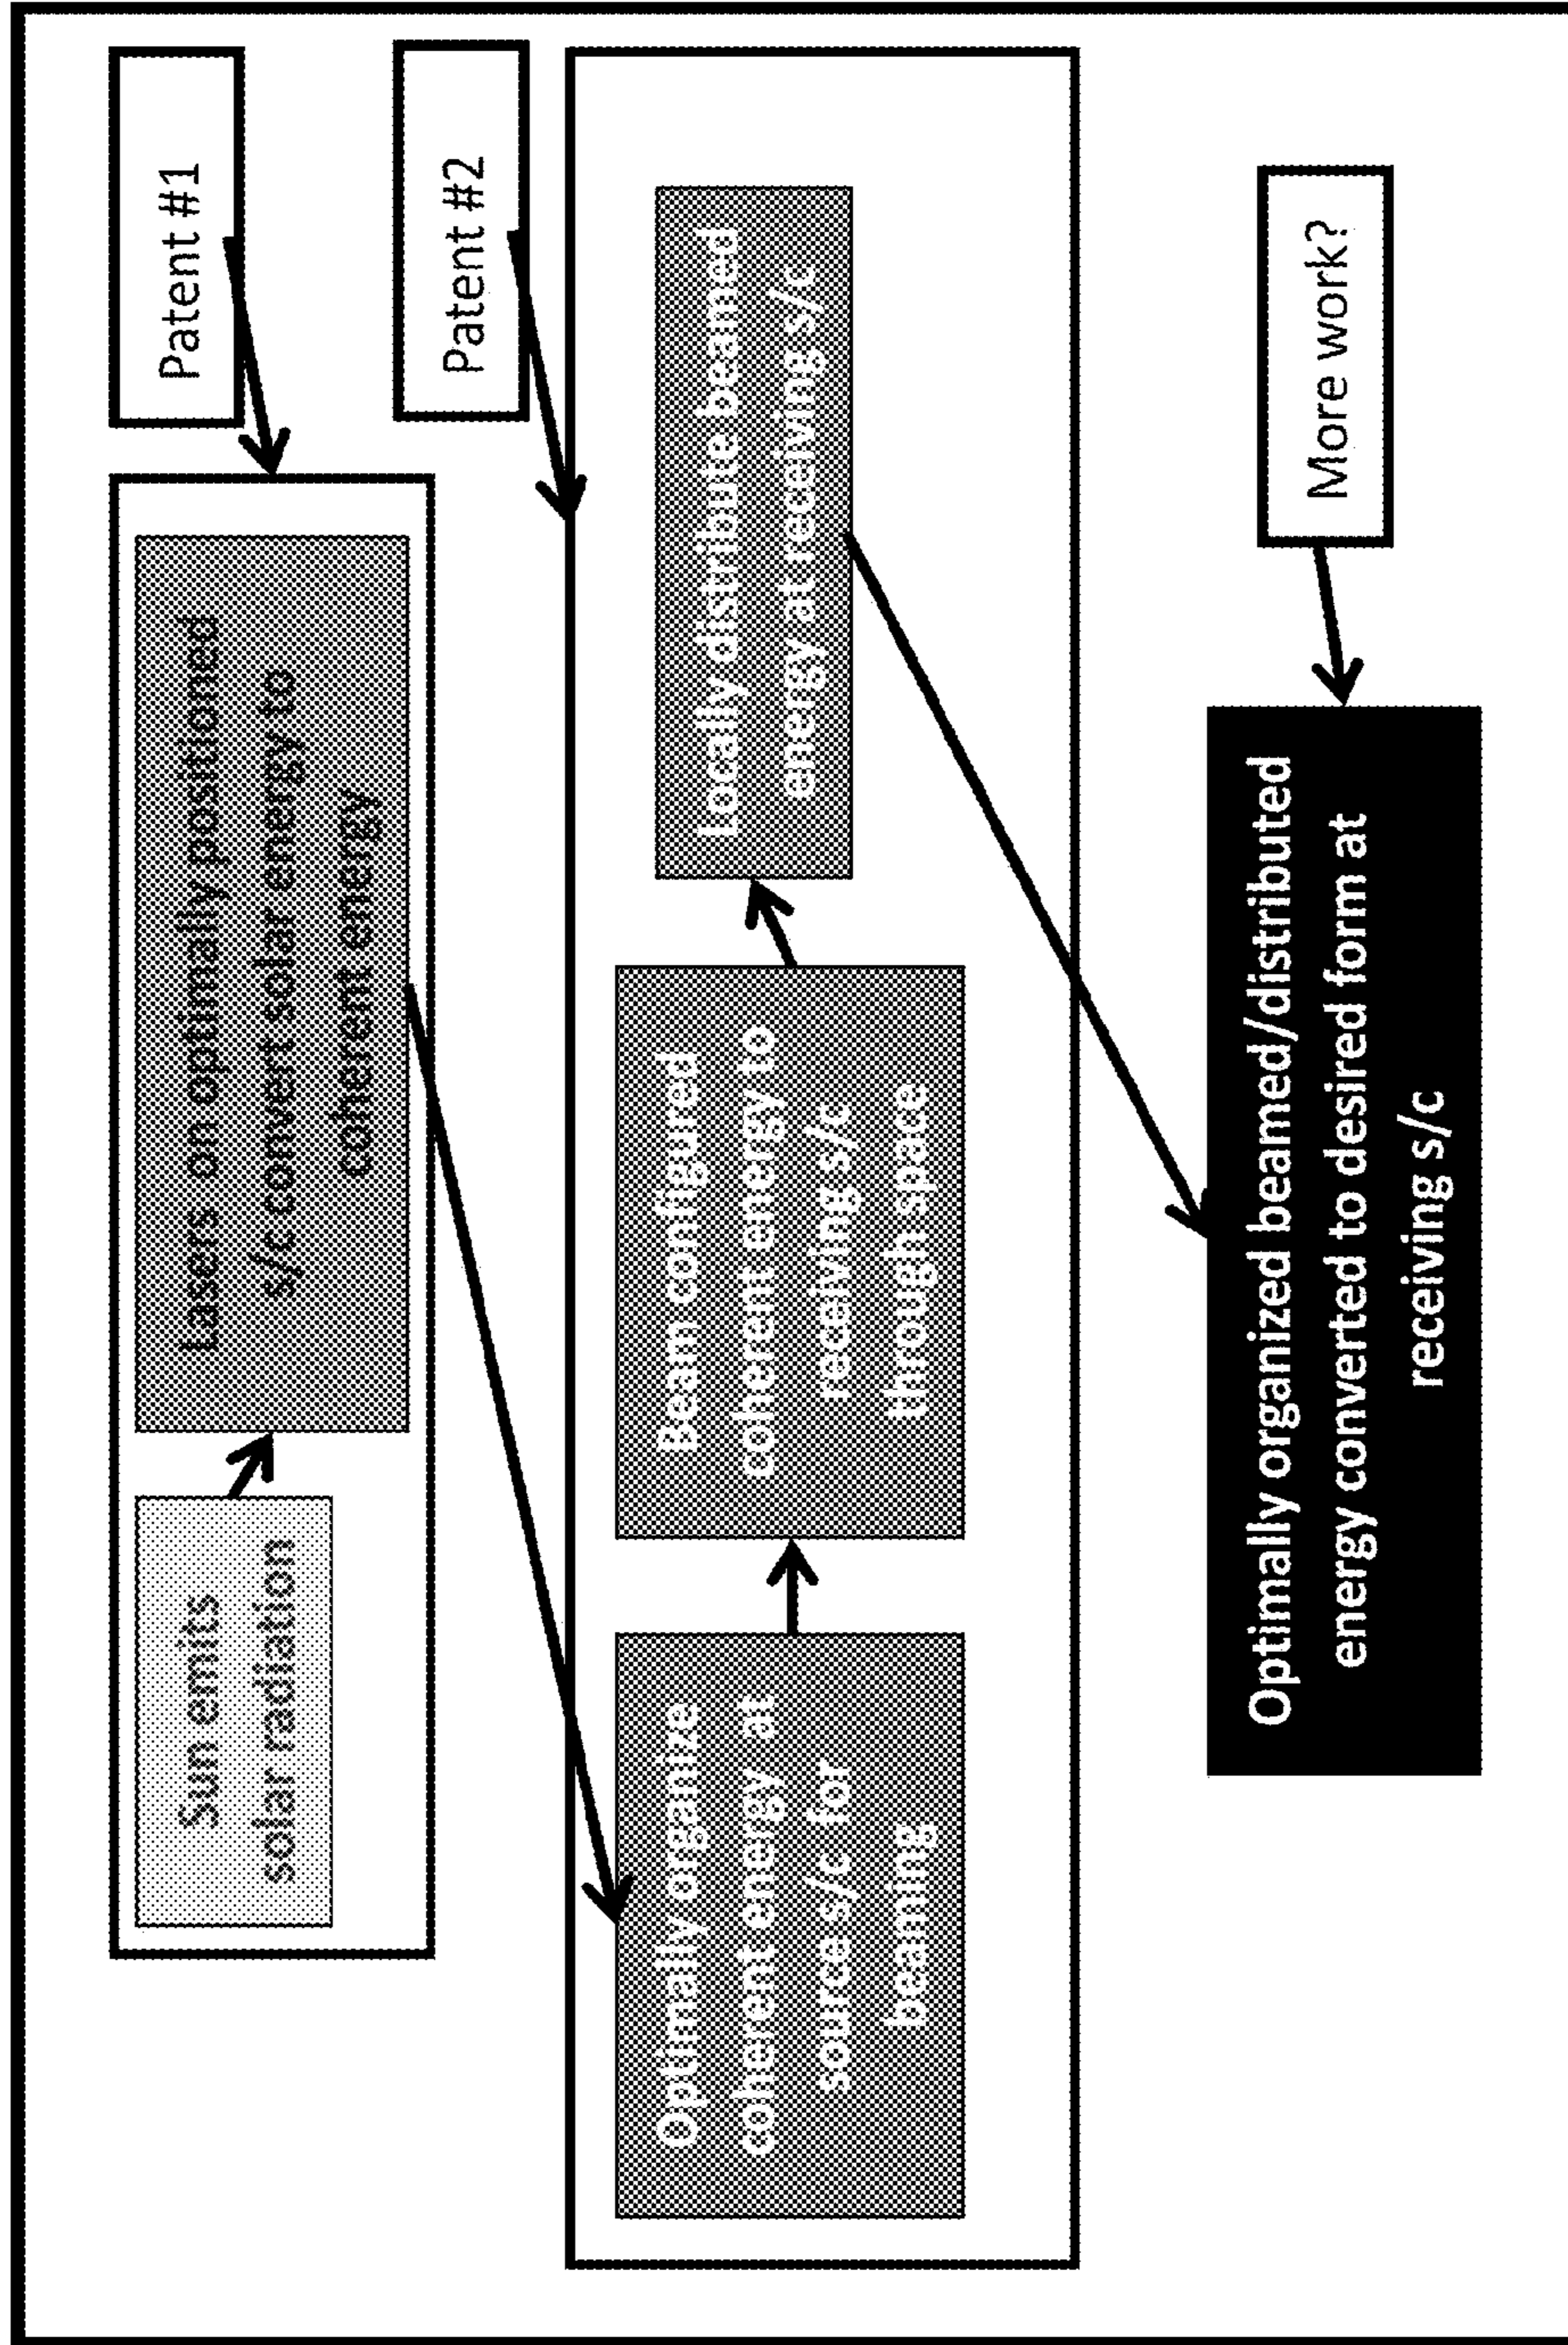 Sun emits
solar radiation
Lasers on optimally positioned
s/c convert solar energy to
coherent energy
Patent #1
Patent #2
Optimally organize
coherent energy at
source s/c for
beaming
Beam configured
coherent energy to
receiving s/c
through space
Locally distribute beamed
energy at receiving s/c
Optimally organized beamed/distributed
energy converted to desired form at
receiving s/c
More work?